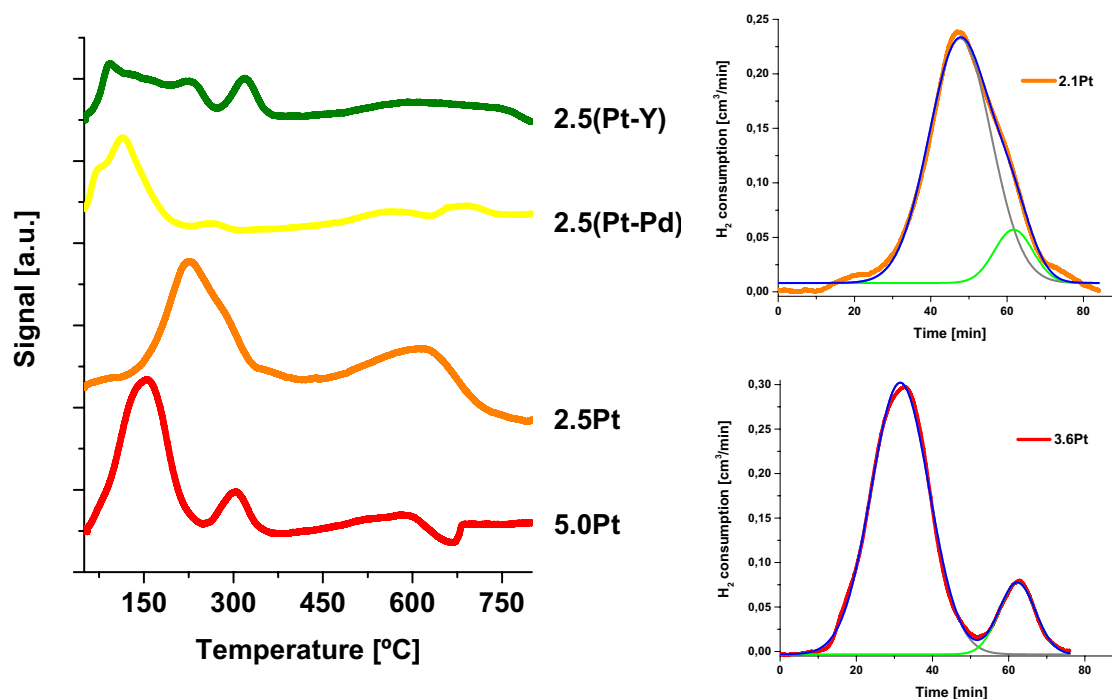 Signal [a.u.]
2.5(Pt-Y)
2.5(Pt-Pd)
2.5Pt
5.0Pt
150 300 450 600 750
Temperature [ºC]
H2 consumption [cm3/min]
0,25
0,20
0,15
0,10
0,05
0,00
2.1Pt
0 20 40 60 80
Time [min]
H2 consumption [cm3/min]
0,30
0,25
0,20
0,15
0,10
0,05
0,00
3.6Pt
0 20 40 60 80
Time [min]